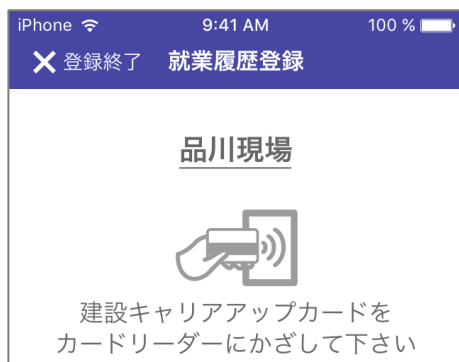 iPhone 9:41 AM 100 %
登録終了 就業履歴登録
品川現場
建設キャリアアップカードを
カードリーダーにかざして下さい